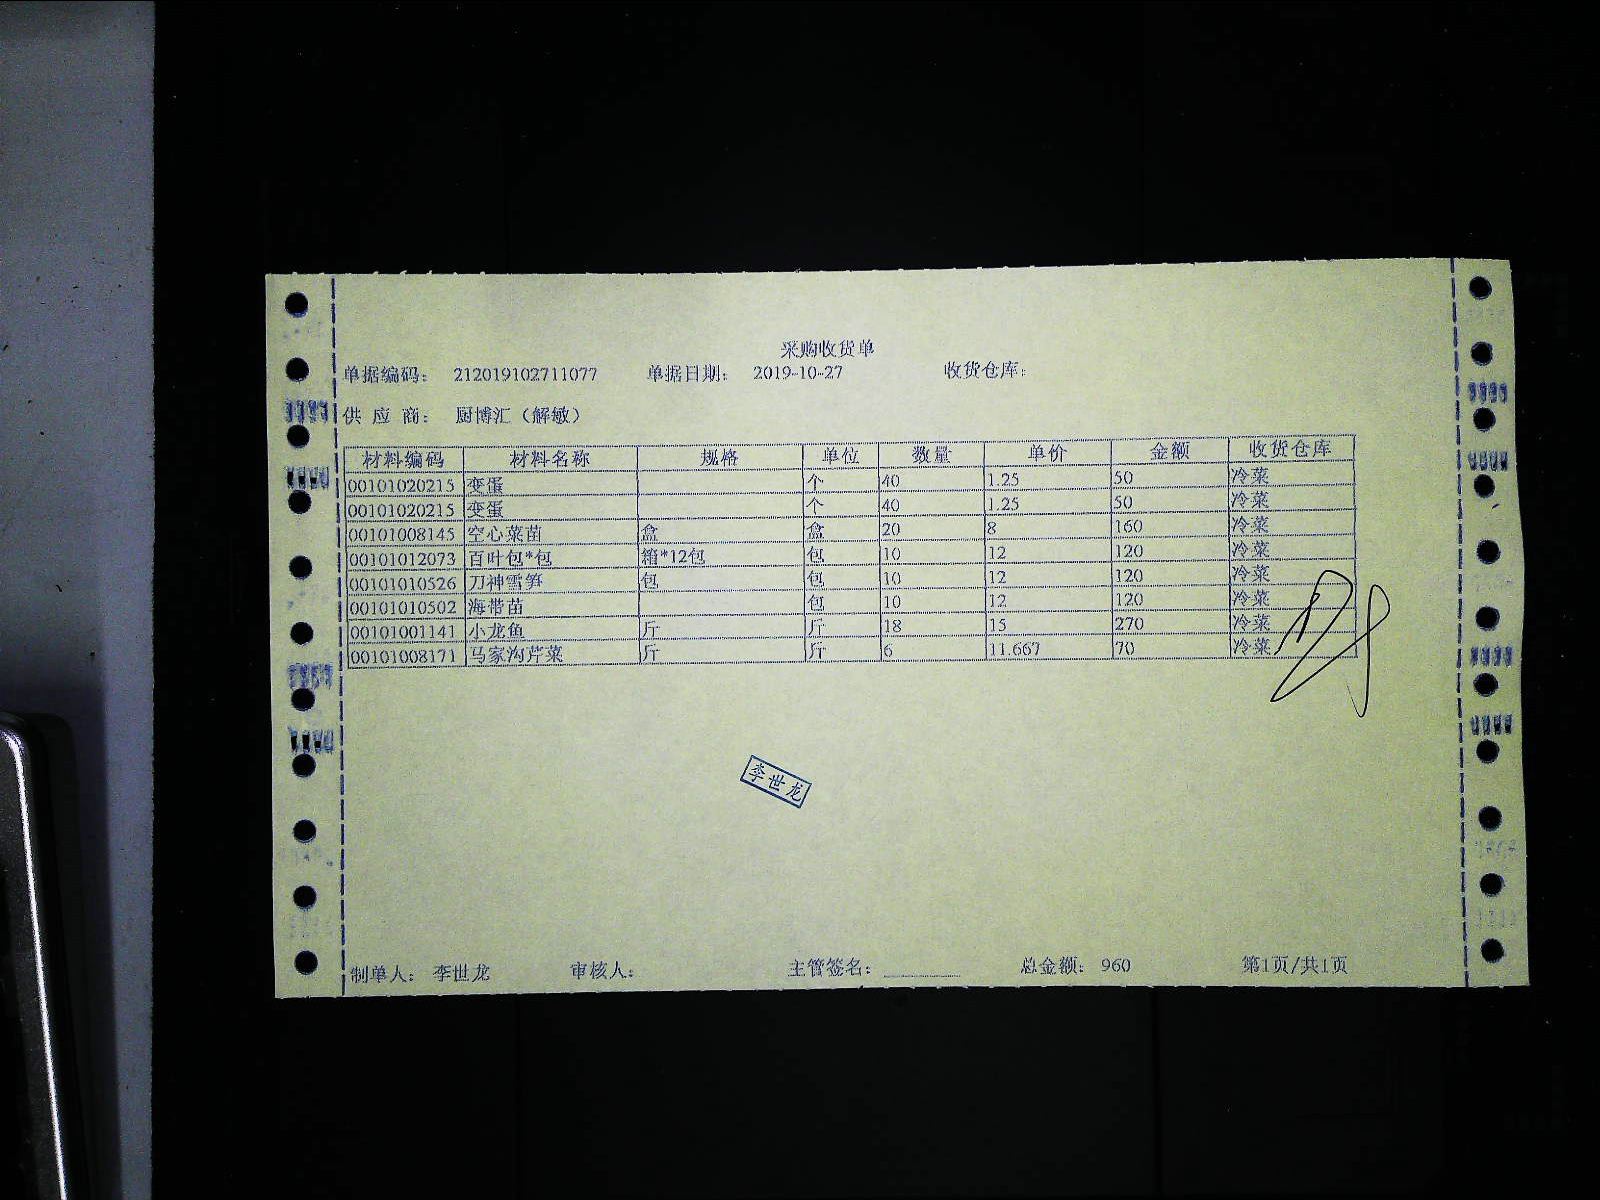 采购收货单
单据编码： 212019102711077 单据日期： 2019-10-27 收货仓库：
供 应 商： 厨博汇（解敏）
材料编码 材料名称 规格 单位 数量 单价 金额 收货仓库
00101020215 变蛋 个 40 1.25 50 冷菜
00101020215 变蛋 个 40 1.25 50 冷菜
00101008145 空心菜苗 盒 盒 20 8 160 冷菜
00101012073 百叶包*包 箱*12包 包 10 12 120 冷菜
00101010526 刀神雪笋 包 包 10 12 120 冷菜
00101010502 海带苗 包 10 12 120 冷菜
00101001141 小龙鱼 斤 斤 18 15 270 冷菜
00101008171 马家沟芹菜 斤 斤 6 11.667 70 冷菜
李世龙
制单人： 李世龙 审核人： 主管签名： 总金额： 960 第1页/共1页